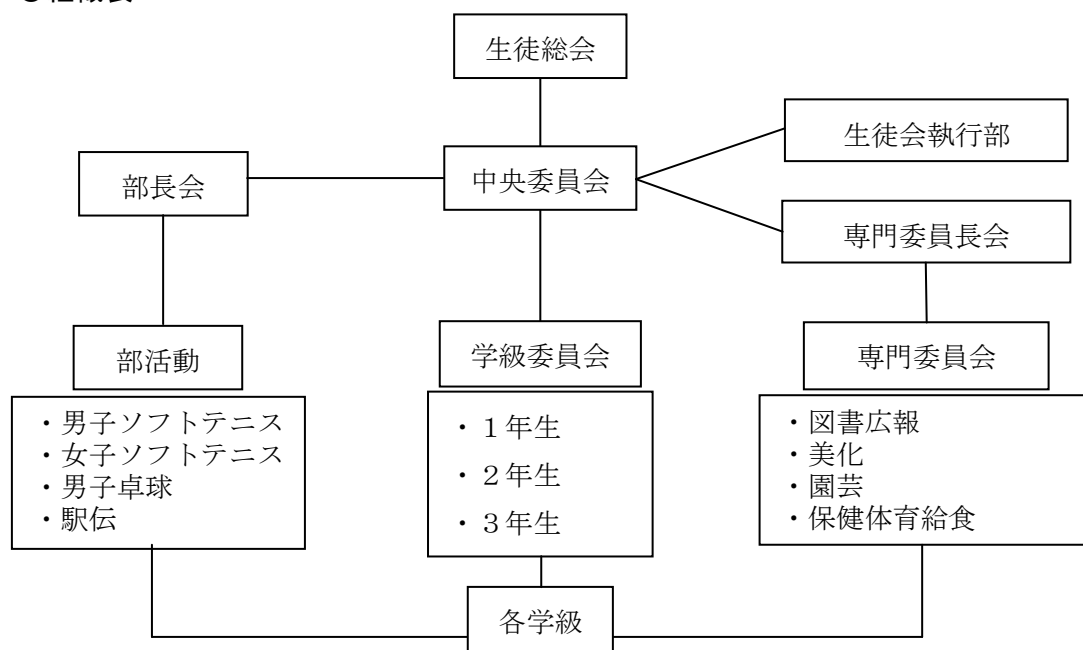 生徒総会
生徒会執行部
部長会
中央委員会
専門委員長会
部活動
学級委員会
専門委員会
・男子ソフトテニス
・女子ソフトテニス
・男子卓球
・駅伝
・１年生
・２年生
・３年生
・図書広報
・美化
・園芸
・保健体育給食
各学級